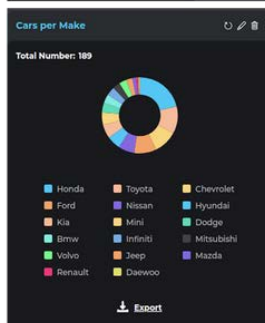 Cars per Make
Total Number: 189
Honda Toyota Chevrolet
Ford Nissan Hyundai
Kia Mini Dodge
Bmw Infiniti Mitsubishi
Volvo Jeep Mazda
Renault Daewoo
Export